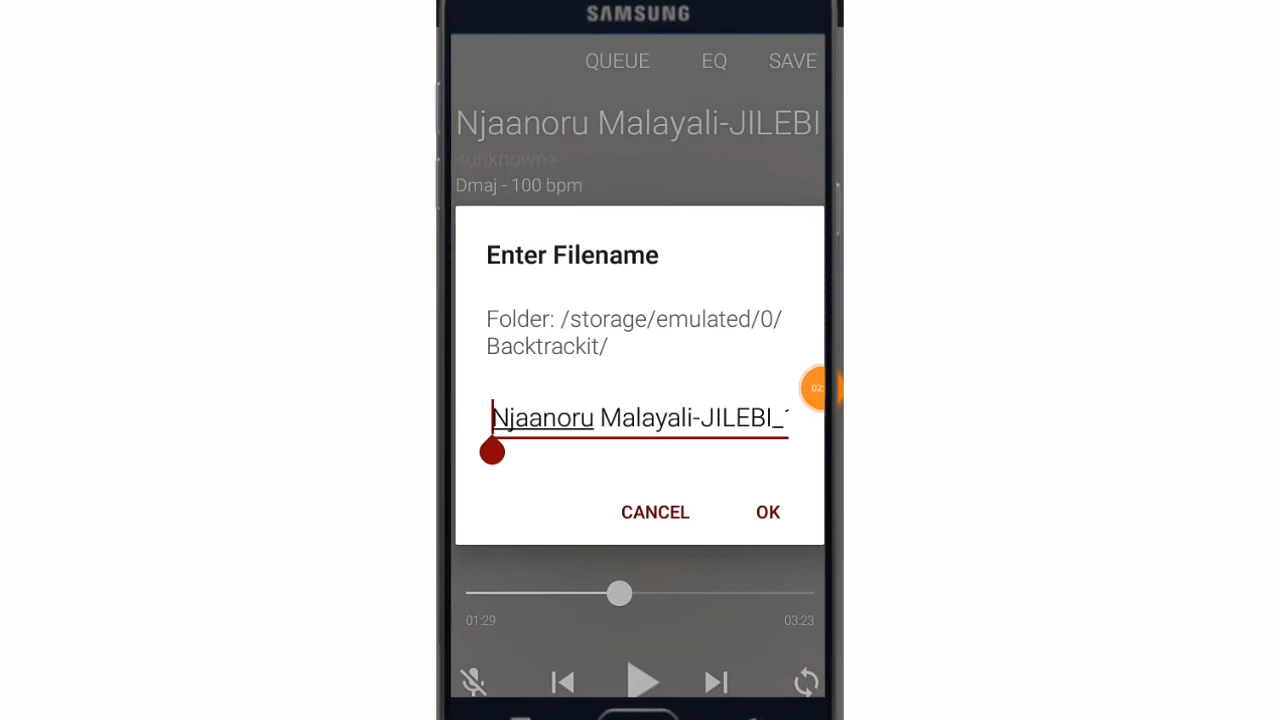 SAMSUNG
QUEUE EQ SAVE
Njaanoru Malayali-JILEBI
<unknown>
Dmaj - 100 bpm
Enter Filename
Folder: /storage/emulated/0/
Backtrackit/
Njaanoru Malayali-JILEBI_
CANCEL OK
01:29 03:23